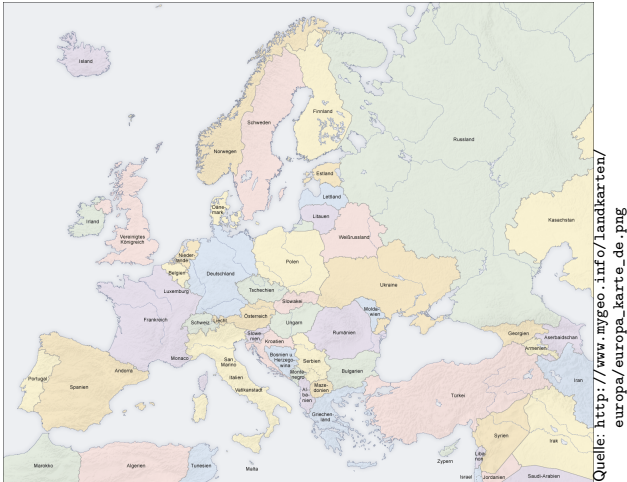 Island
Finnland
Schweden
Norwegen
Russland
Estland
Lettland
Litauen
Däne-
mark
Irland
Vereinigtes
Königreich
Weißrussland
Kasachstan
Nieder-
lande
Belgien
Deutschland
Polen
Luxemburg
Tschechien
Ukraine
Slowakei
Frankreich
Schweiz
Liecht.
Österreich
Ungarn
Molda-
wien
Slowe-
nien
Kroatien
Rumänien
Georgien
Aserbaidschan
Armenien
Monaco
San
Marino
Bosnien u.
Herzego-
wina
Serbien
Andorra
Portugal
Spanien
Italien
Vatikanstadt
Monte-
negro
Bulgarien
Maze-
donien
Al-
ba-
nien
Griechen-
land
Türkei
Iran
Syrien
Irak
Marokko
Algerien
Tunesien
Malta
Zypern
Liba-
non
Israel
Jordanien
Saudi-Arabien
Quelle: http://www.mygeo.info/landkarten/
europa/europa_karte_de.png